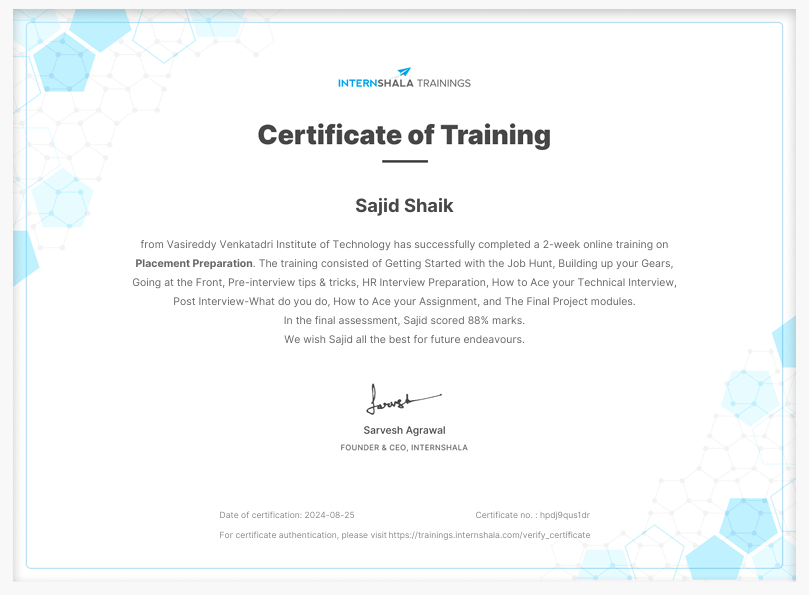 INTERNSHALA TRAININGS
Certificate of Training
Sajid Shaik
from Vasireddy Venkatadri Institute of Technology has successfully completed a 2-week online training on
Placement Preparation. The training consisted of Getting Started with the Job Hunt, Building up your Gears,
Going at the Front, Pre-interview tips & tricks, HR Interview Preparation, How to Ace your Technical Interview,
Post Interview-What do you do, How to Ace your Assignment, and The Final Project modules.
In the final assessment, Sajid scored 88% marks.
We wish Sajid all the best for future endeavours.
Sarvesh
Sarvesh Agrawal
FOUNDER & CEO, INTERNSHALA
Date of certification: 2024-08-25 Certificate no. : hpdj9qus1dr
For certificate authentication, please visit https://trainings.internshala.com/verify_certificate